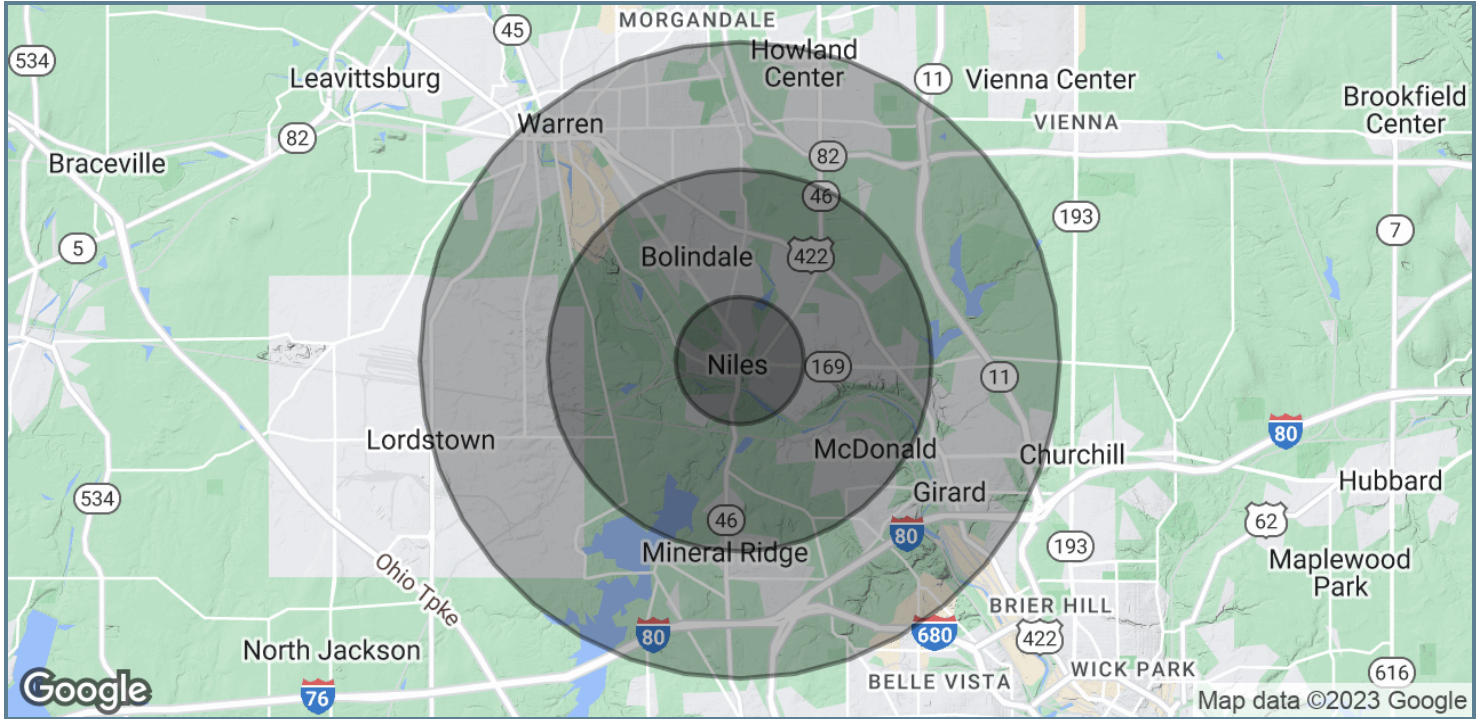 MORGANDALE
45
534
Howland
Center
Leavittsburg
11
Vienna Center
Brookfield
Center
Warren
VIENNA
82
82
Braceville
46
193
7
5
Bolindale
422
Niles
169
11
Lordstown
McDonald
Churchill
80
Girard
Hubbard
534
46
80
62
Mineral Ridge
193
Maplewood
Park
Ohio Tpke
BRIER HILL
80
680
422
North Jackson
WICK PARK
BELLE VISTA
616
Google
76
Map data ©2023 Google